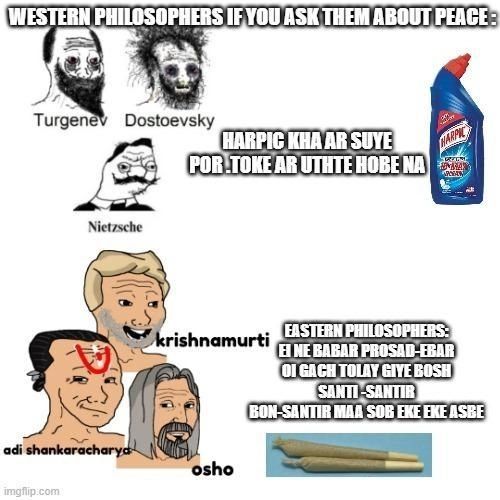 WESTERN PHILOSOPHERS IF YOU ASK THEM ABOUT PEACE :
Turgenev Dostoevsky
HARPIC KHA AR SUYE
POR .TOKE AR UTHTE HOBE NA
HARPIC
Nietzsche
krishnamurti
EASTERN PHILOSOPHERS:
EI NE BABAR PROSAD-EBAR
OI GACH TOLAY GIYE BOSH
SANTI -SANTIR
BON-SANTIR MAA SOB EKE EKE ASBE
adi shankaracharya
osho
imgflip.com